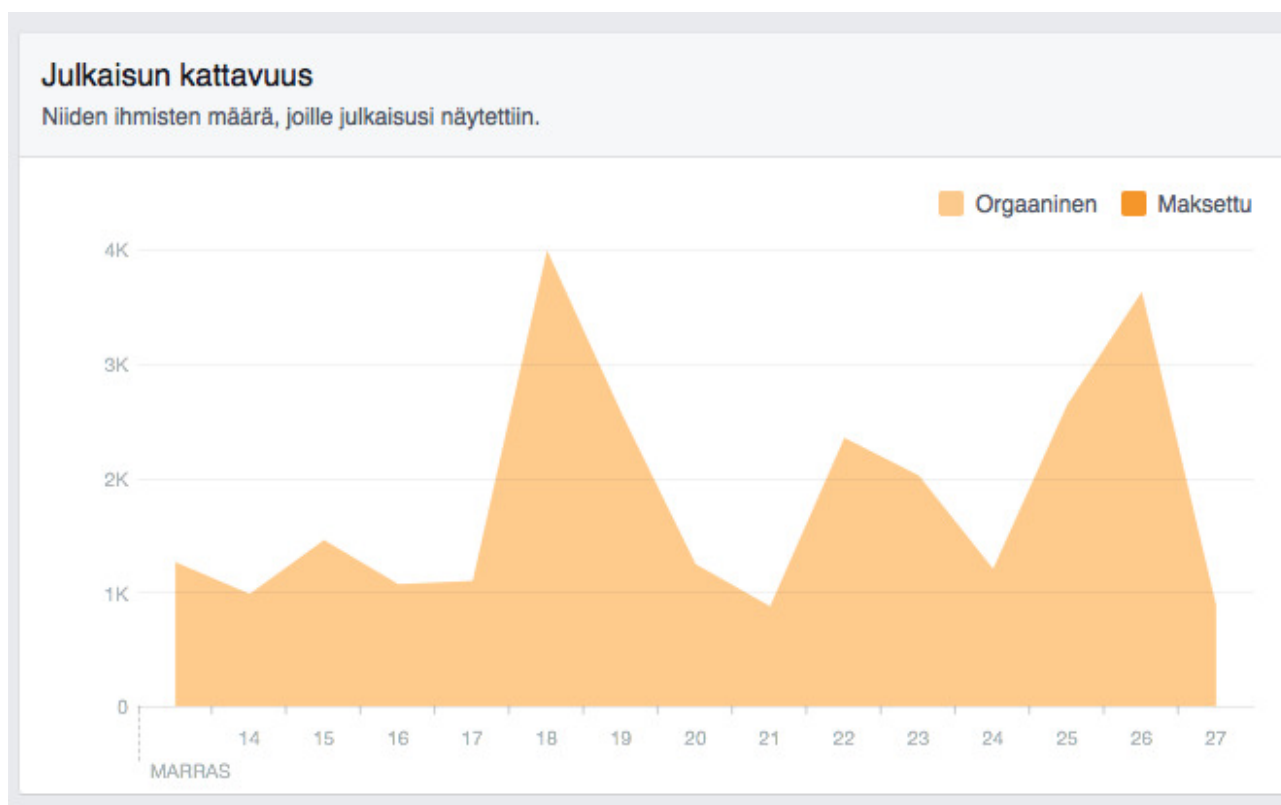 Julkaisun kattavuus
Niiden ihmisten määrä, joille julkaisusi näytettiin.
Orgaaninen Maksettu
4K
3K
2K
1K
0
14 15 16 17 18 19 20 21 22 23 24 25 26 27
MARRAS